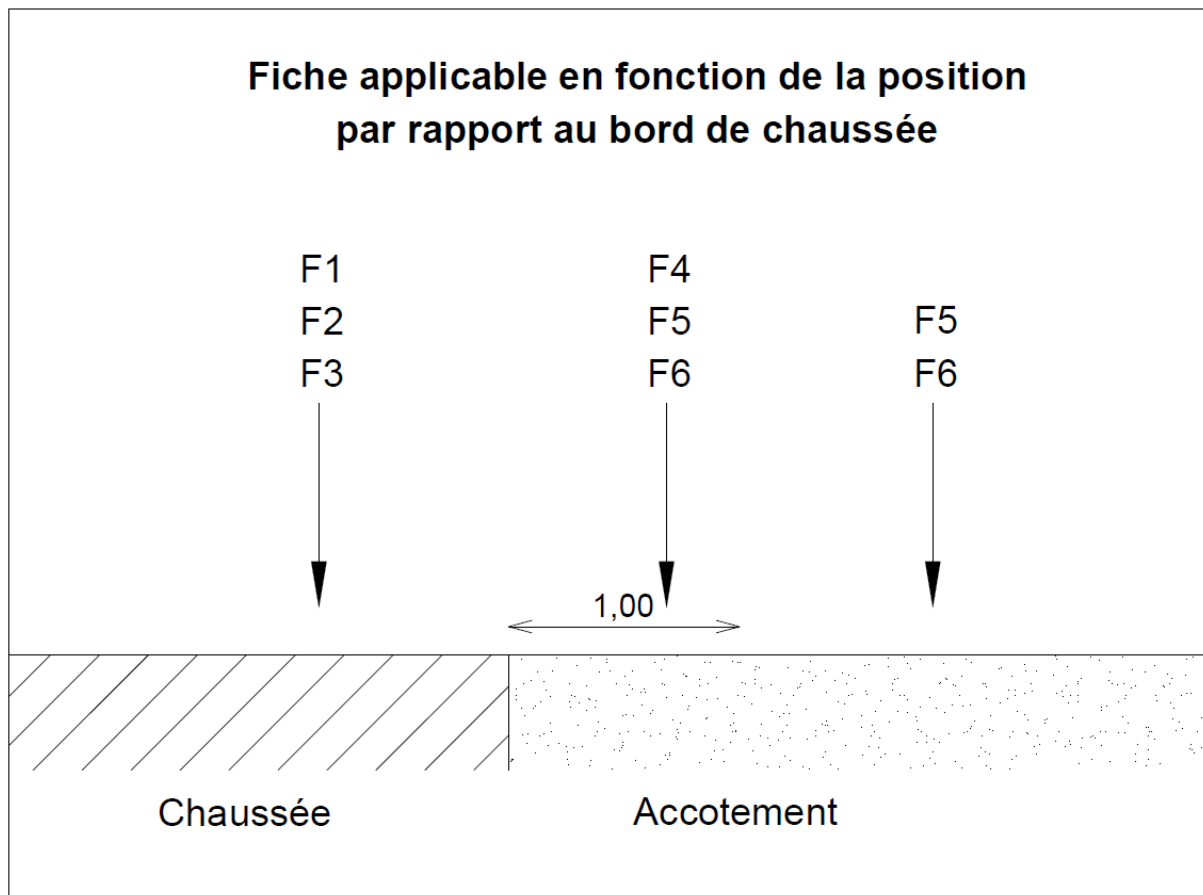 Fiche applicable en fonction de la position
par rapport au bord de chaussée
F1
F2
F3
F4
F5
F6
F5
F6
1,00
Chaussée
Accotement